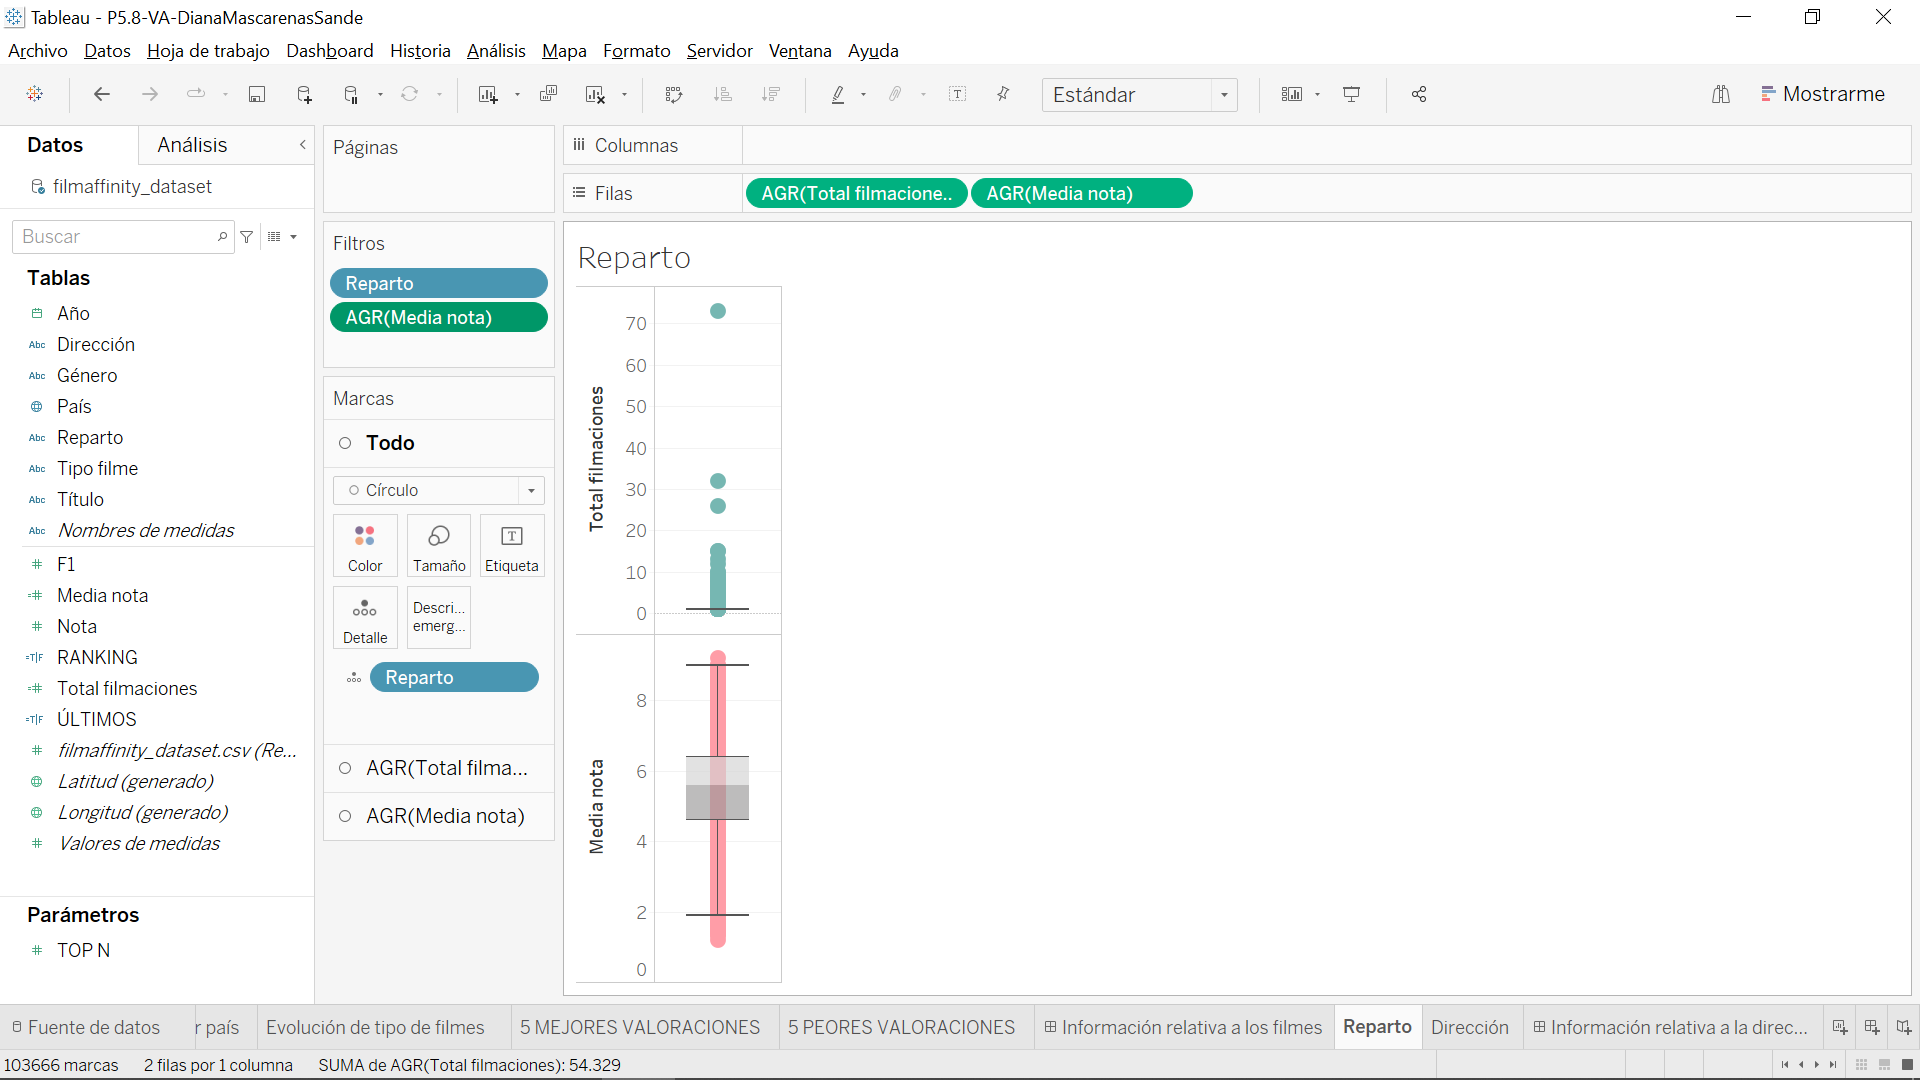 Tableau - P5.8-VA-DianaMascarenasSande
Archivo Datos Hoja de trabajo Dashboard Historia Análisis Mapa Formato Servidor Ventana Ayuda
Estándar
Mostrarme
Datos
Análisis
filmaffinity_dataset
Buscar
Tablas
Año
Abc Dirección
Abc Género
País
Abc Reparto
Abc Tipo filme
Abc Título
Abc Nombres de medidas
F1
Media nota
Nota
=T|F RANKING
Total filmaciones
=T|F ÚLTIMOS
filmaffinity_dataset.csv (Re...
Latitud (generado)
Longitud (generado)
Valores de medidas
Parámetros
TOP N
Páginas
Filtros
Reparto
AGR(Media nota)
Marcas
Todo
Círculo
Color
Tamaño
Etiqueta
Detalle
Descri...
emerg...
Reparto
AGR(Total filma...
AGR(Media nota)
Columnas
Filas
AGR(Total filmacione..
AGR(Media nota)
Reparto
Total filmaciones
70
60
50
40
30
20
10
0
Media nota
8
6
4
2
0
Fuente de datos
r país
Evolución de tipo de filmes
5 MEJORES VALORACIONES
5 PEORES VALORACIONES
Información relativa a los filmes
Reparto
Dirección
Información relativa a la direc...
103666 marcas
2 filas por 1 columna
SUMA de AGR(Total filmaciones): 54.329